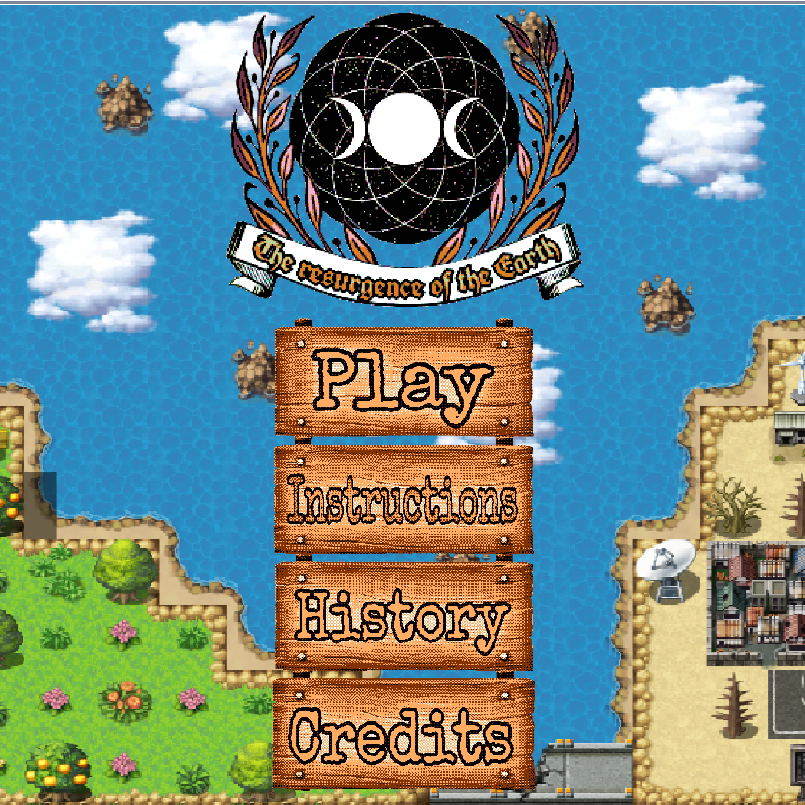 The resurgence of the Earth
Play
Instructions
History
Credits